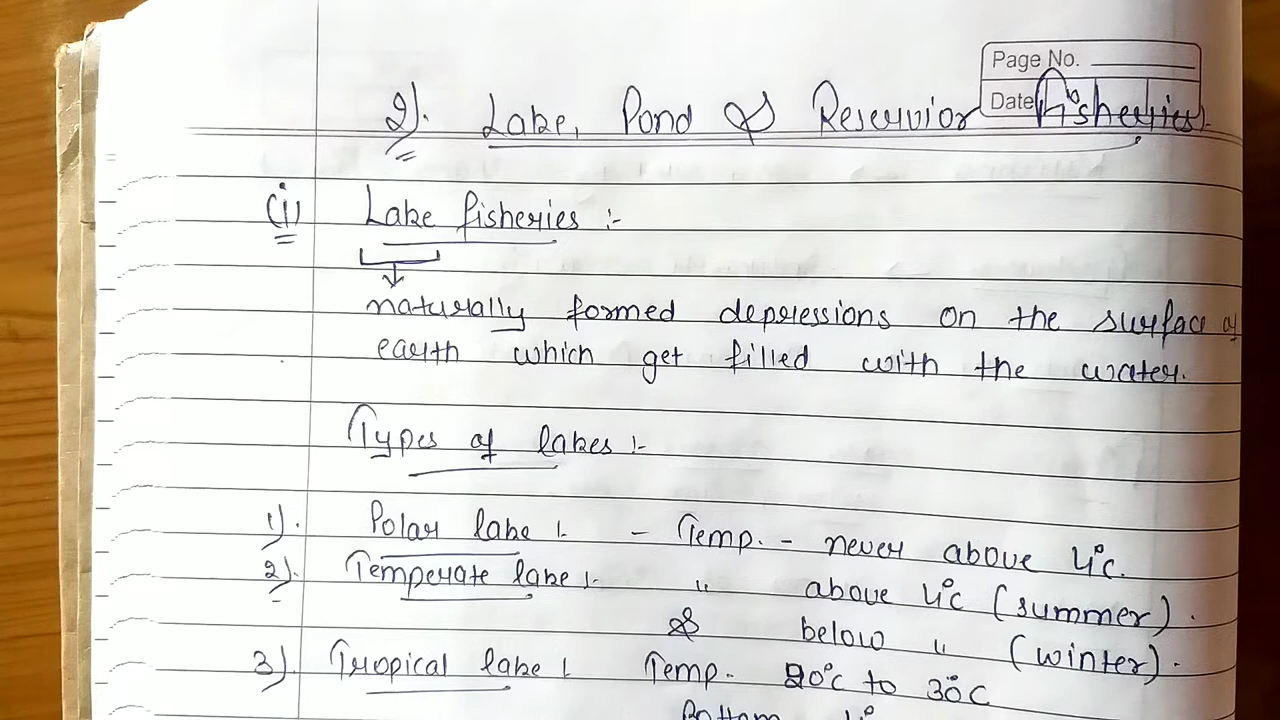 Page No.
Date
2). Lake, Pond & Reservior Fisheries.
(i) Lake fisheries :-
naturally formed depressions on the surface of
earth which get filled with the water.
Types of lakes :-
1). Polar lake :- - Temp. - never above 4°c.
2). Temperate lake :- " above 4°c (summer).
& below " (winter).
3). Tropical lake :- Temp. 20°c to 30°c
Bottom 4°